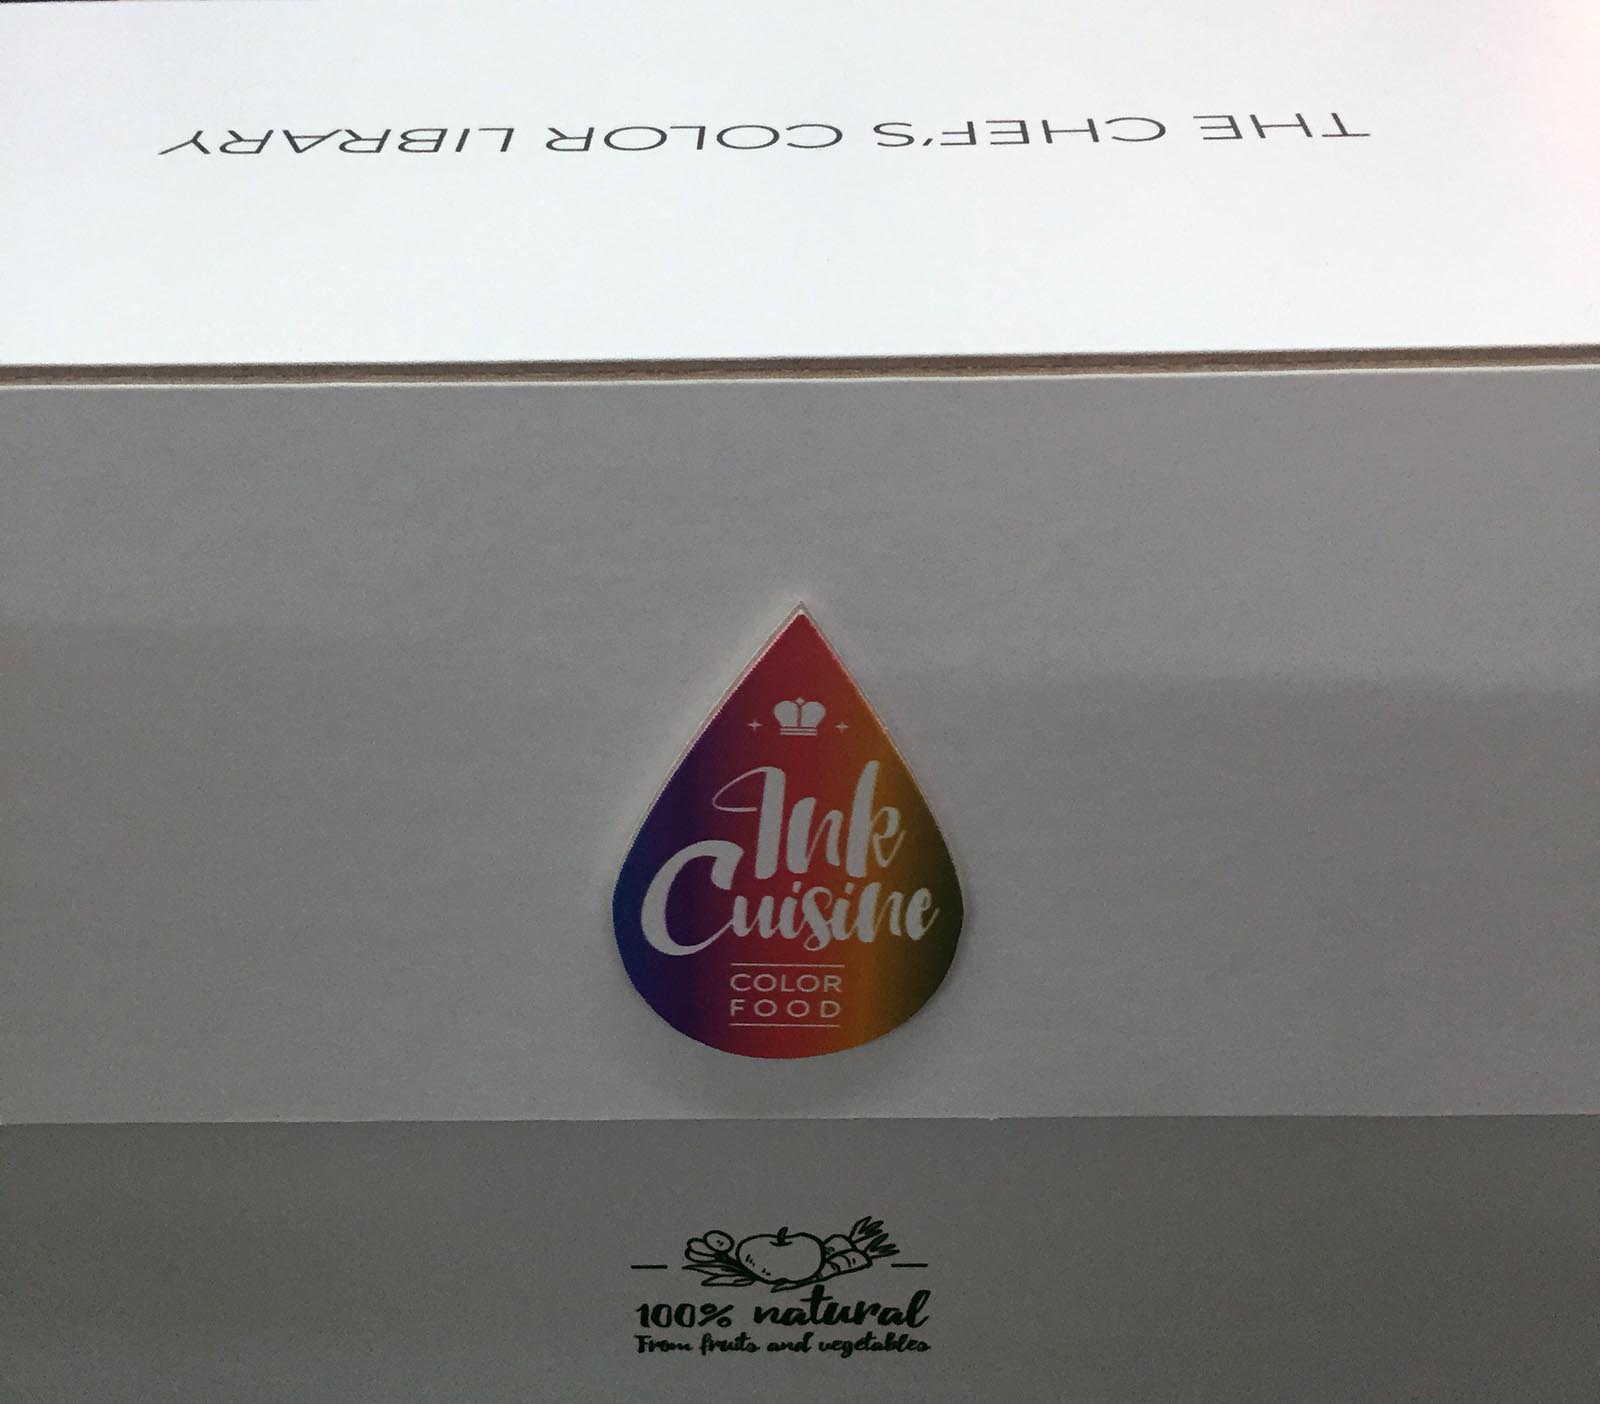 THE CHEF'S COLOR LIBRARY
Ink
Cuisine
COLOR
FOOD
100% natural
From fruits and vegetables